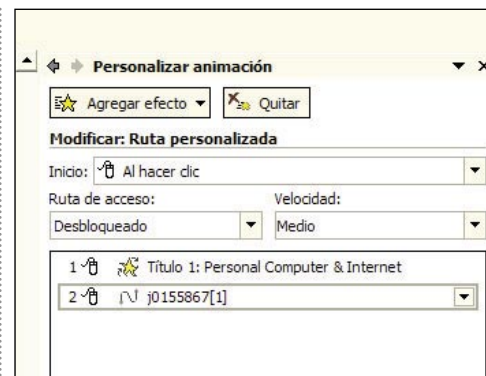 Personalizar animación
Agregar efecto Quitar
Modificar: Ruta personalizada
Inicio: Al hacer clic
Ruta de acceso: Velocidad:
Desbloqueado Medio
1 Título 1: Personal Computer & Internet
2 j0155867[1]